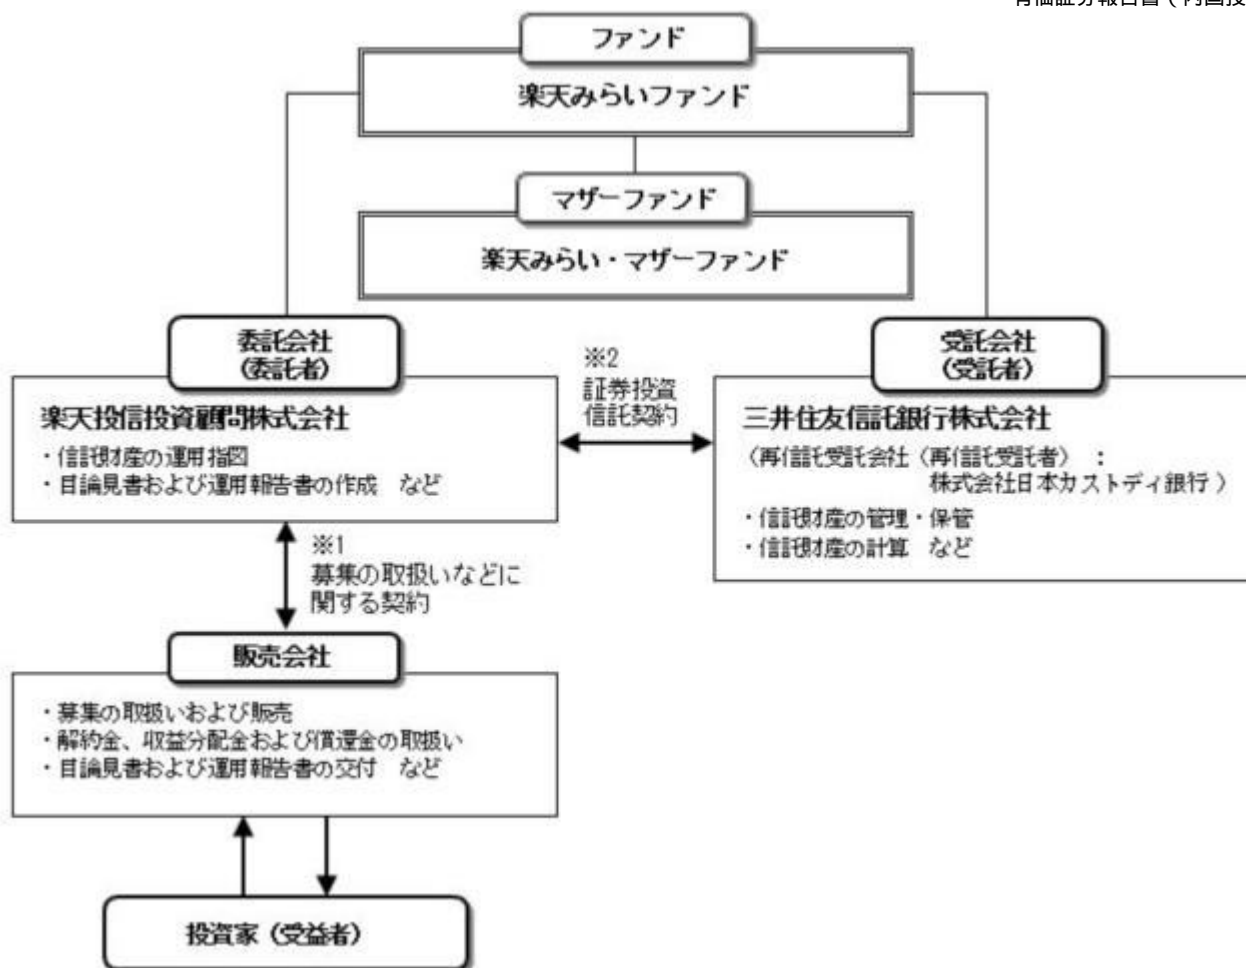 有価証券報告書（内国投
ファンド
楽天みらいファンド
マザーファンド
楽天みらい・マザーファンド
委託会社
（委託者）
楽天投信投資顧問株式会社
・信託財産の運用指図
・目論見書および運用報告書の作成　など
※2
証券投資
信託契約
受託会社
（受託者）
三井住友信託銀行株式会社
（再信託受託会社（再信託受託者）：
株式会社日本カストディ銀行）
・信託財産の管理・保管
・信託財産の計算　など
※1
募集の取扱いなどに
関する契約
販売会社
・募集の取扱いおよび販売
・解約金、収益分配金および償還金の取扱い
・目論見書および運用報告書の交付　など
投資家（受益者）